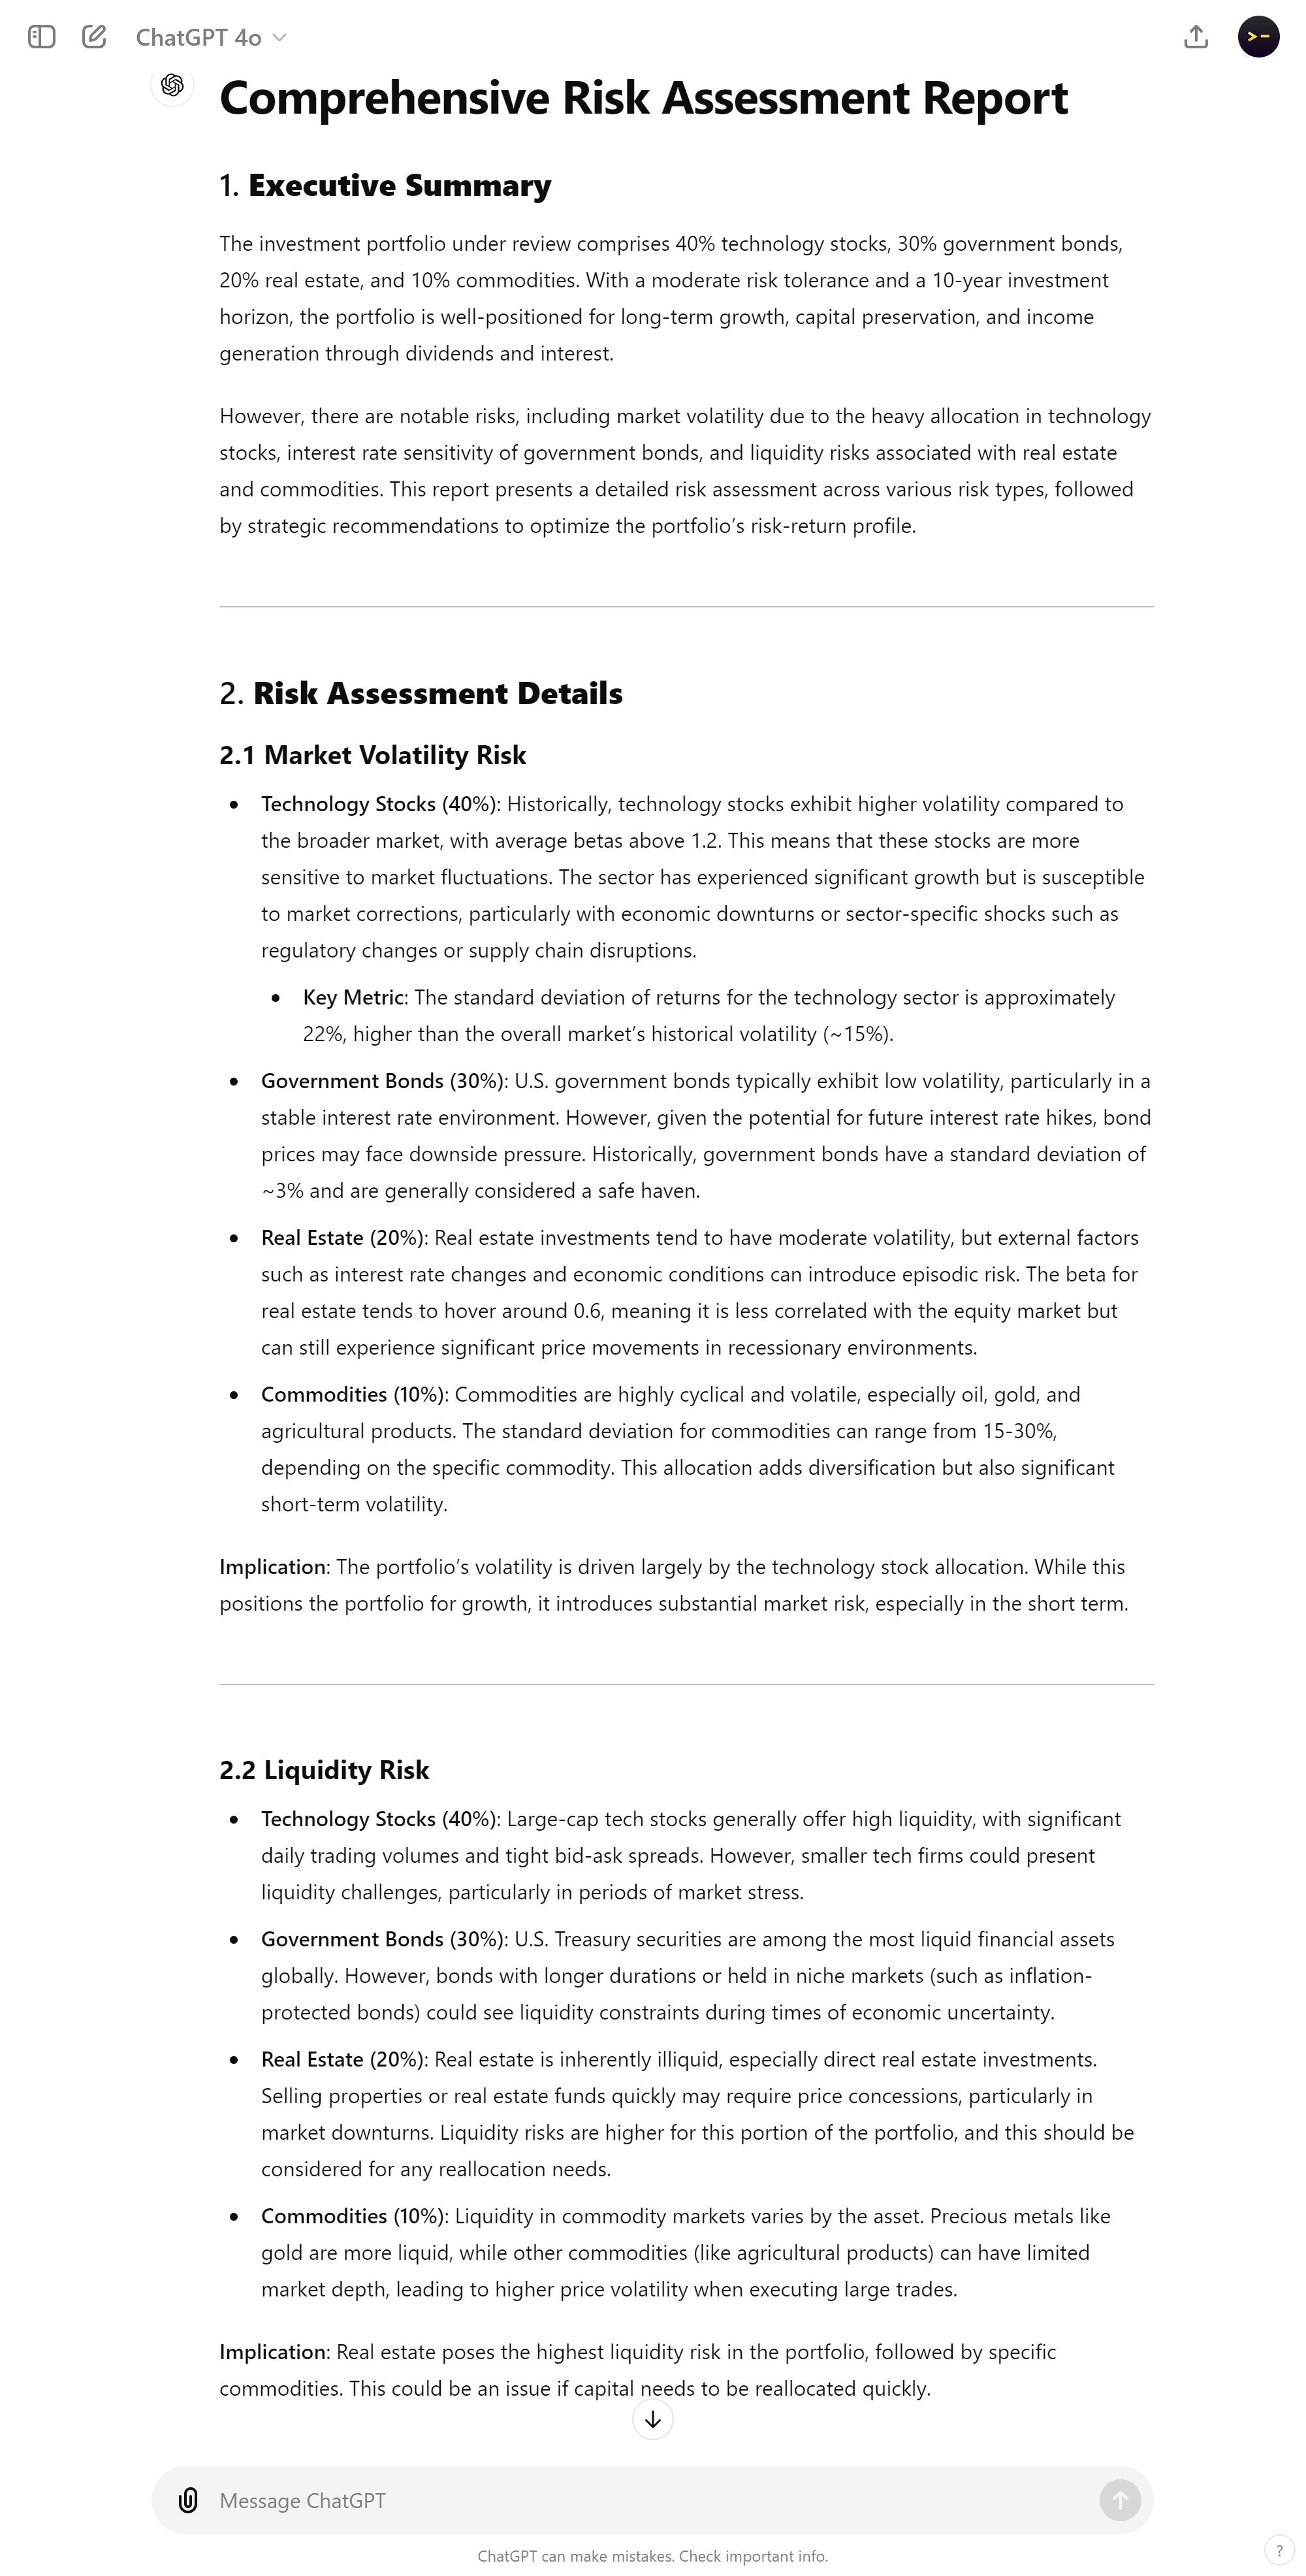 ChatGPT 4o
Comprehensive Risk Assessment Report
1. Executive Summary
The investment portfolio under review comprises 40% technology stocks, 30% government bonds,
20% real estate, and 10% commodities. With a moderate risk tolerance and a 10-year investment
horizon, the portfolio is well-positioned for long-term growth, capital preservation, and income
generation through dividends and interest.
However, there are notable risks, including market volatility due to the heavy allocation in technology
stocks, interest rate sensitivity of government bonds, and liquidity risks associated with real estate
and commodities. This report presents a detailed risk assessment across various risk types, followed
by strategic recommendations to optimize the portfolio’s risk-return profile.
2. Risk Assessment Details
2.1 Market Volatility Risk
• Technology Stocks (40%): Historically, technology stocks exhibit higher volatility compared to
the broader market, with average betas above 1.2. This means that these stocks are more
sensitive to market fluctuations. The sector has experienced significant growth but is susceptible
to market corrections, particularly with economic downturns or sector-specific shocks such as
regulatory changes or supply chain disruptions.
• Key Metric: The standard deviation of returns for the technology sector is approximately
22%, higher than the overall market’s historical volatility (~15%).
• Government Bonds (30%): U.S. government bonds typically exhibit low volatility, particularly in a
stable interest rate environment. However, given the potential for future interest rate hikes, bond
prices may face downside pressure. Historically, government bonds have a standard deviation of
~3% and are generally considered a safe haven.
• Real Estate (20%): Real estate investments tend to have moderate volatility, but external factors
such as interest rate changes and economic conditions can introduce episodic risk. The beta for
real estate tends to hover around 0.6, meaning it is less correlated with the equity market but
can still experience significant price movements in recessionary environments.
• Commodities (10%): Commodities are highly cyclical and volatile, especially oil, gold, and
agricultural products. The standard deviation for commodities can range from 15-30%,
depending on the specific commodity. This allocation adds diversification but also significant
short-term volatility.
Implication: The portfolio’s volatility is driven largely by the technology stock allocation. While this
positions the portfolio for growth, it introduces substantial market risk, especially in the short term.
2.2 Liquidity Risk
• Technology Stocks (40%): Large-cap tech stocks generally offer high liquidity, with significant
daily trading volumes and tight bid-ask spreads. However, smaller tech firms could present
liquidity challenges, particularly in periods of market stress.
• Government Bonds (30%): U.S. Treasury securities are among the most liquid financial assets
globally. However, bonds with longer durations or held in niche markets (such as inflation-
protected bonds) could see liquidity constraints during times of economic uncertainty.
• Real Estate (20%): Real estate is inherently illiquid, especially direct real estate investments.
Selling properties or real estate funds quickly may require price concessions, particularly in
market downturns. Liquidity risks are higher for this portion of the portfolio, and this should be
considered for any reallocation needs.
• Commodities (10%): Liquidity in commodity markets varies by the asset. Precious metals like
gold are more liquid, while other commodities (like agricultural products) can have limited
market depth, leading to higher price volatility when executing large trades.
Implication: Real estate poses the highest liquidity risk in the portfolio, followed by specific
commodities. This could be an issue if capital needs to be reallocated quickly.
Message ChatGPT
ChatGPT can make mistakes. Check important info.
?